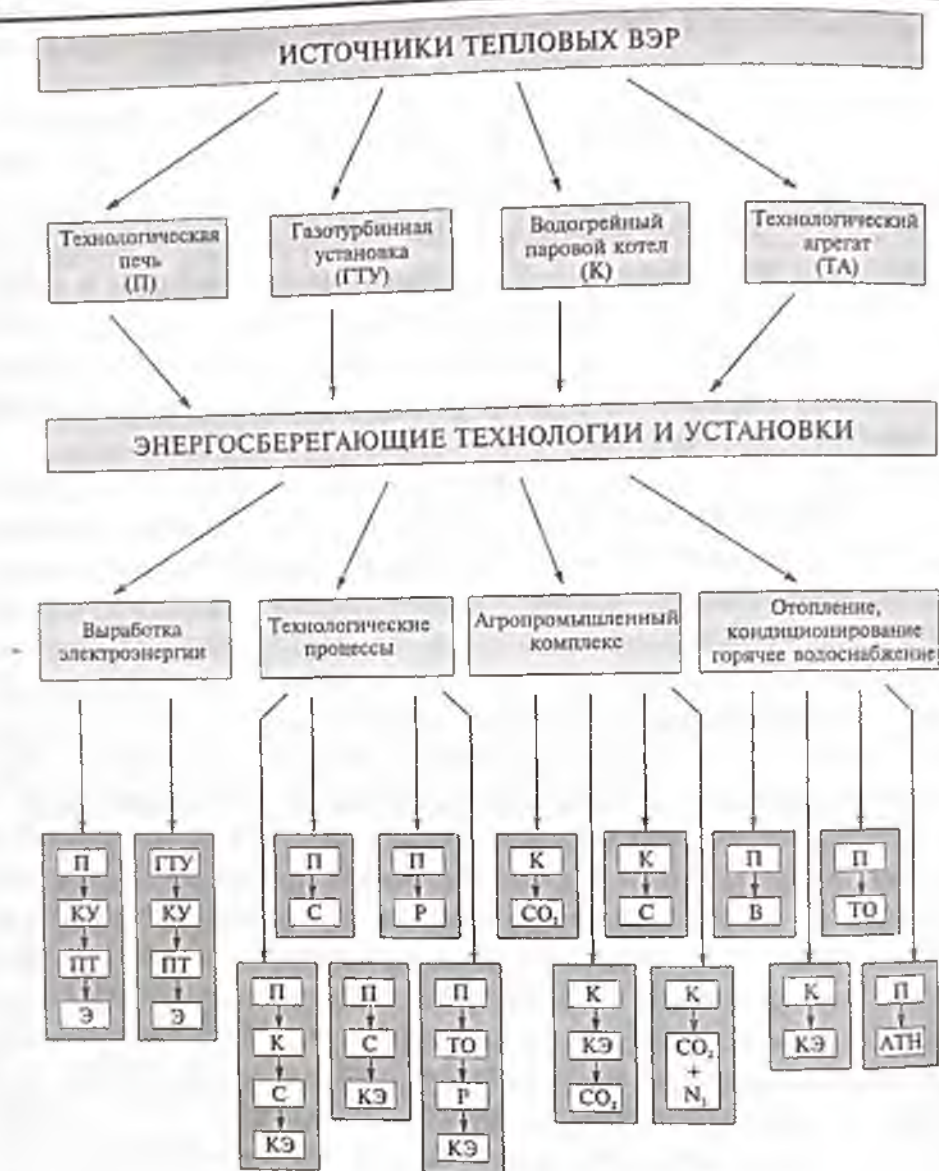 ИСТОЧНИКИ ТЕПЛОВЫХ ВЭР
Технологическая
печь
(П)
Газотурбинная
установка
(ГТУ)
Водогрейный
паровой котел
(К)
Технологический
агрегат
(ТА)
ЭНЕРГОСБЕРЕГАЮЩИЕ ТЕХНОЛОГИИ И УСТАНОВКИ
Выработка
электроэнергии
Технологические
процессы
Агропромышленный
комплекс
Отопление,
кондиционирование
горячее водоснабжение
П
КУ
ПТ
Э
ГТУ
КУ
ПТ
Э
П
С
П
Р
К
CO₂
К
С
П
В
П
ТО
П
К
С
КЭ
П
С
КЭ
П
ТО
Р
КЭ
К
КЭ
CO₂
К
CO₂
+
N₂
К
КЭ
П
АТН